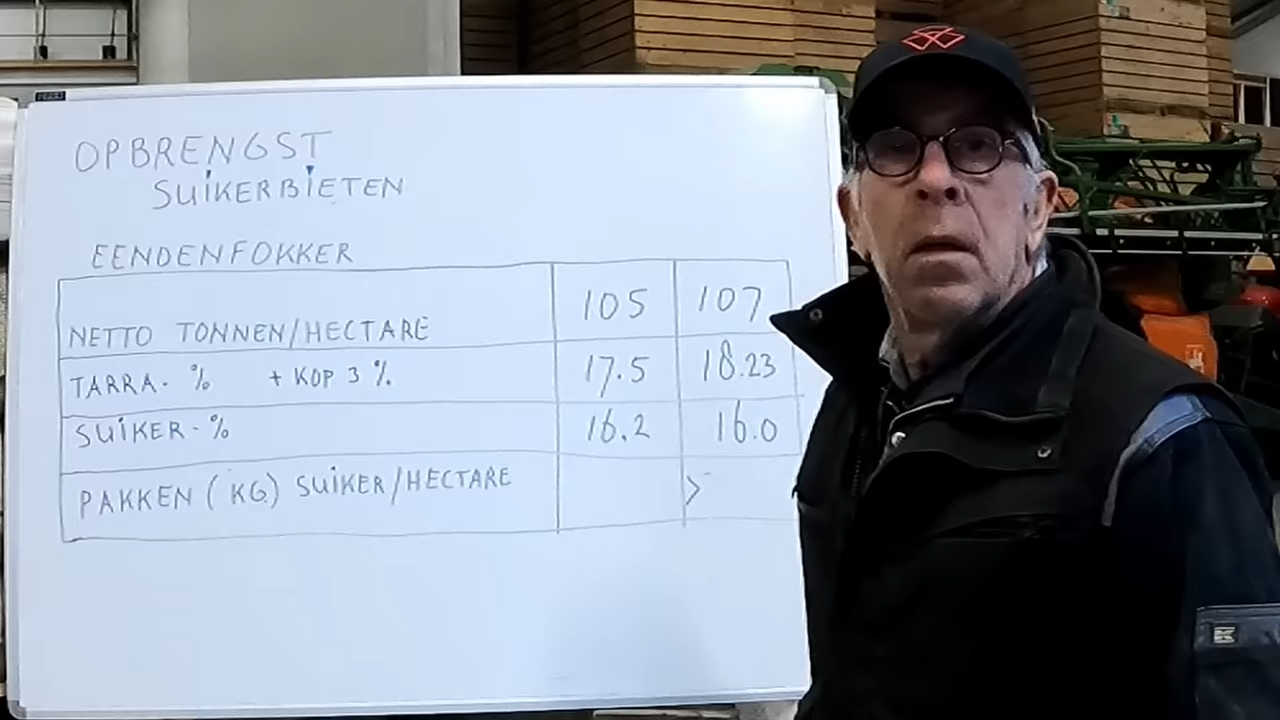 OPBRENGST
SUIKERBIETEN
EENDENFOKKER
NETTO TONNEN/HECTARE 105 107
TARRA- % + KOP 3 % 17.5 18.23
SUIKER-% 16.2 16.0
PAKKEN (KG) SUIKER/HECTARE >
K